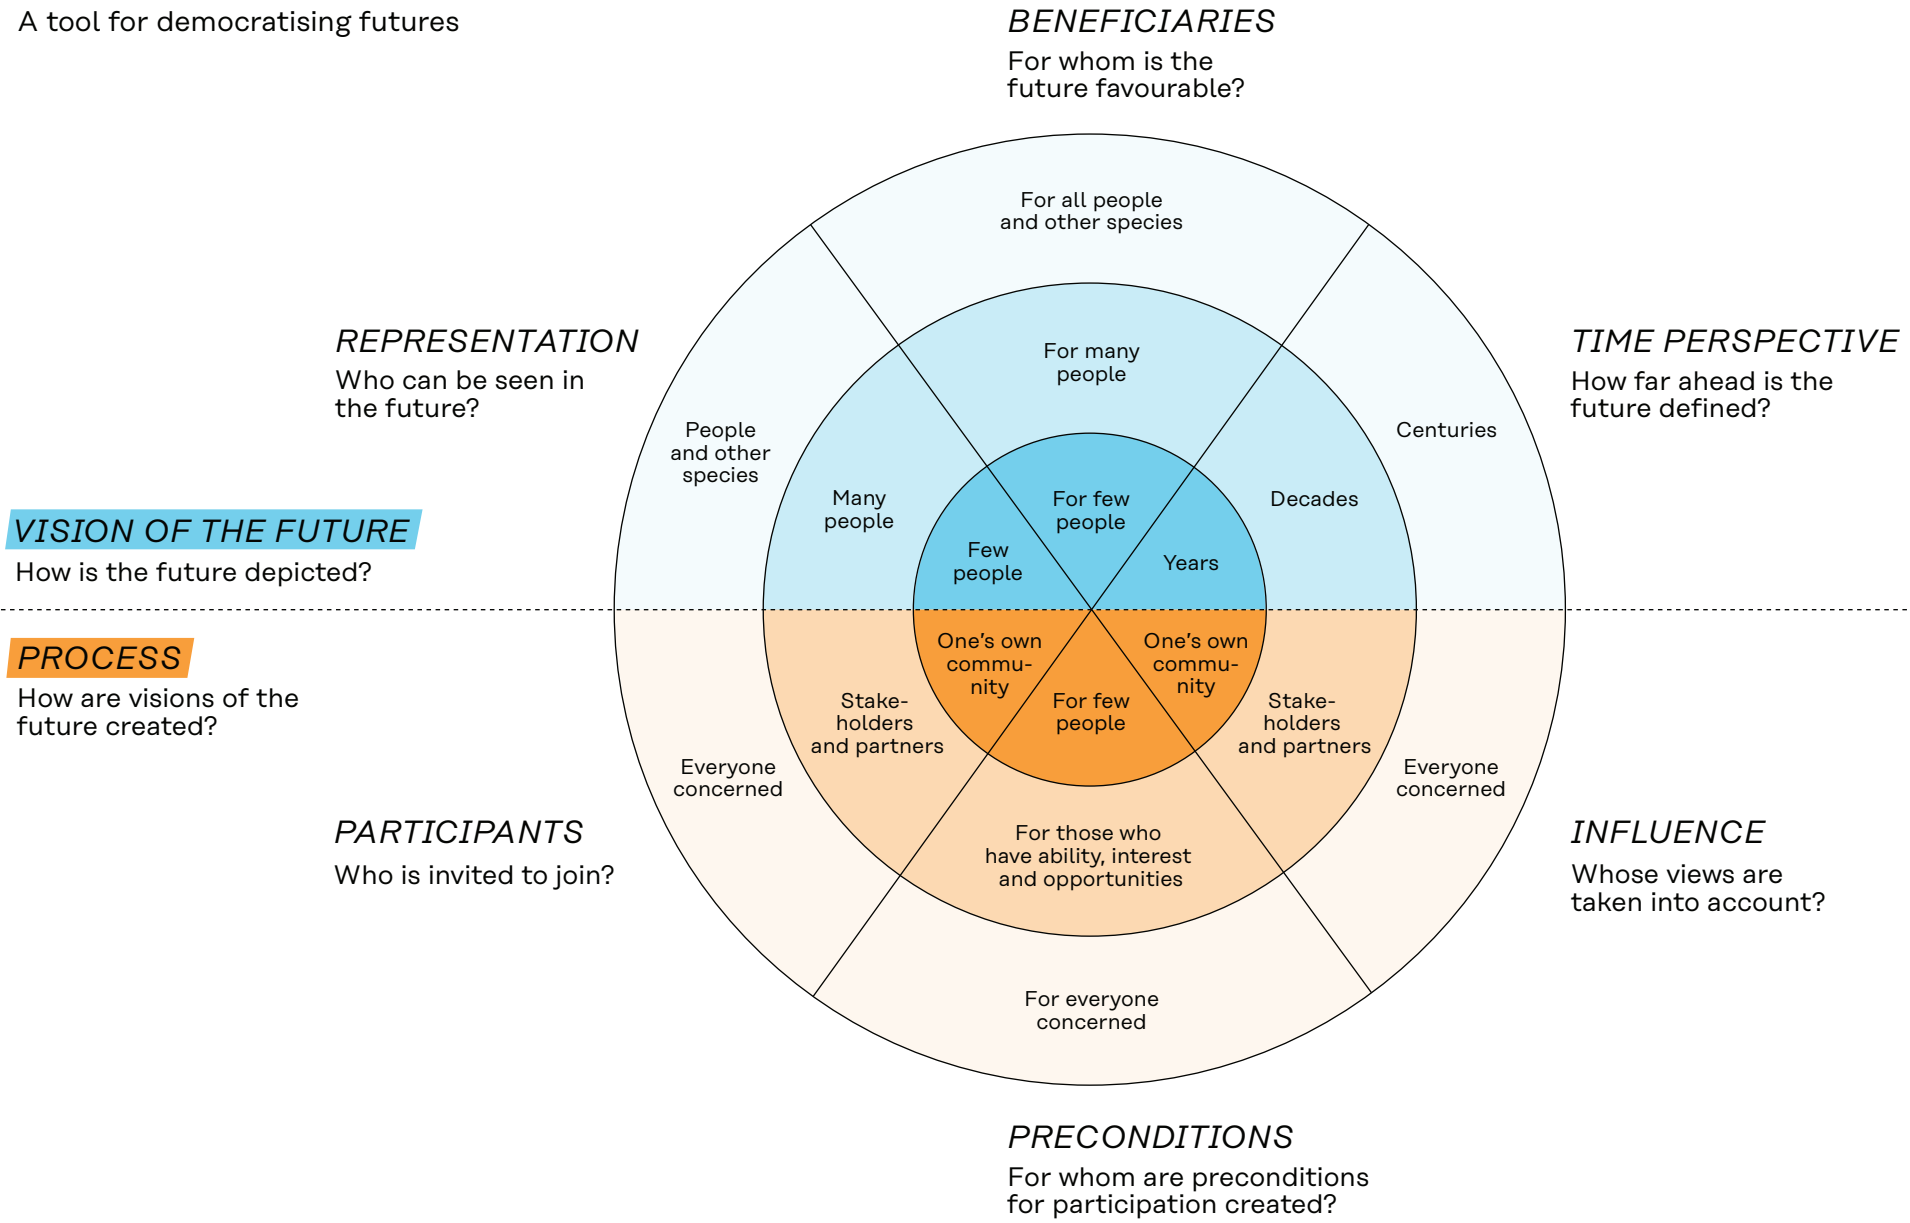 A tool for democratising futures
BENEFICIARIES
For whom is the
future favourable?
For all people
and other species
For many
people
For few
people
REPRESENTATION
Who can be seen in
the future?
People
and other
species
Many
people
Few
people
TIME PERSPECTIVE
How far ahead is the
future defined?
Centuries
Decades
Years
VISION OF THE FUTURE
How is the future depicted?
PROCESS
How are visions of the
future created?
One's own
commu-
nity
Stake-
holders
and partners
Everyone
concerned
PARTICIPANTS
Who is invited to join?
For few
people
For those who
have ability, interest
and opportunities
For everyone
concerned
One's own
commu-
nity
Stake-
holders
and partners
Everyone
concerned
INFLUENCE
Whose views are
taken into account?
PRECONDITIONS
For whom are preconditions
for participation created?